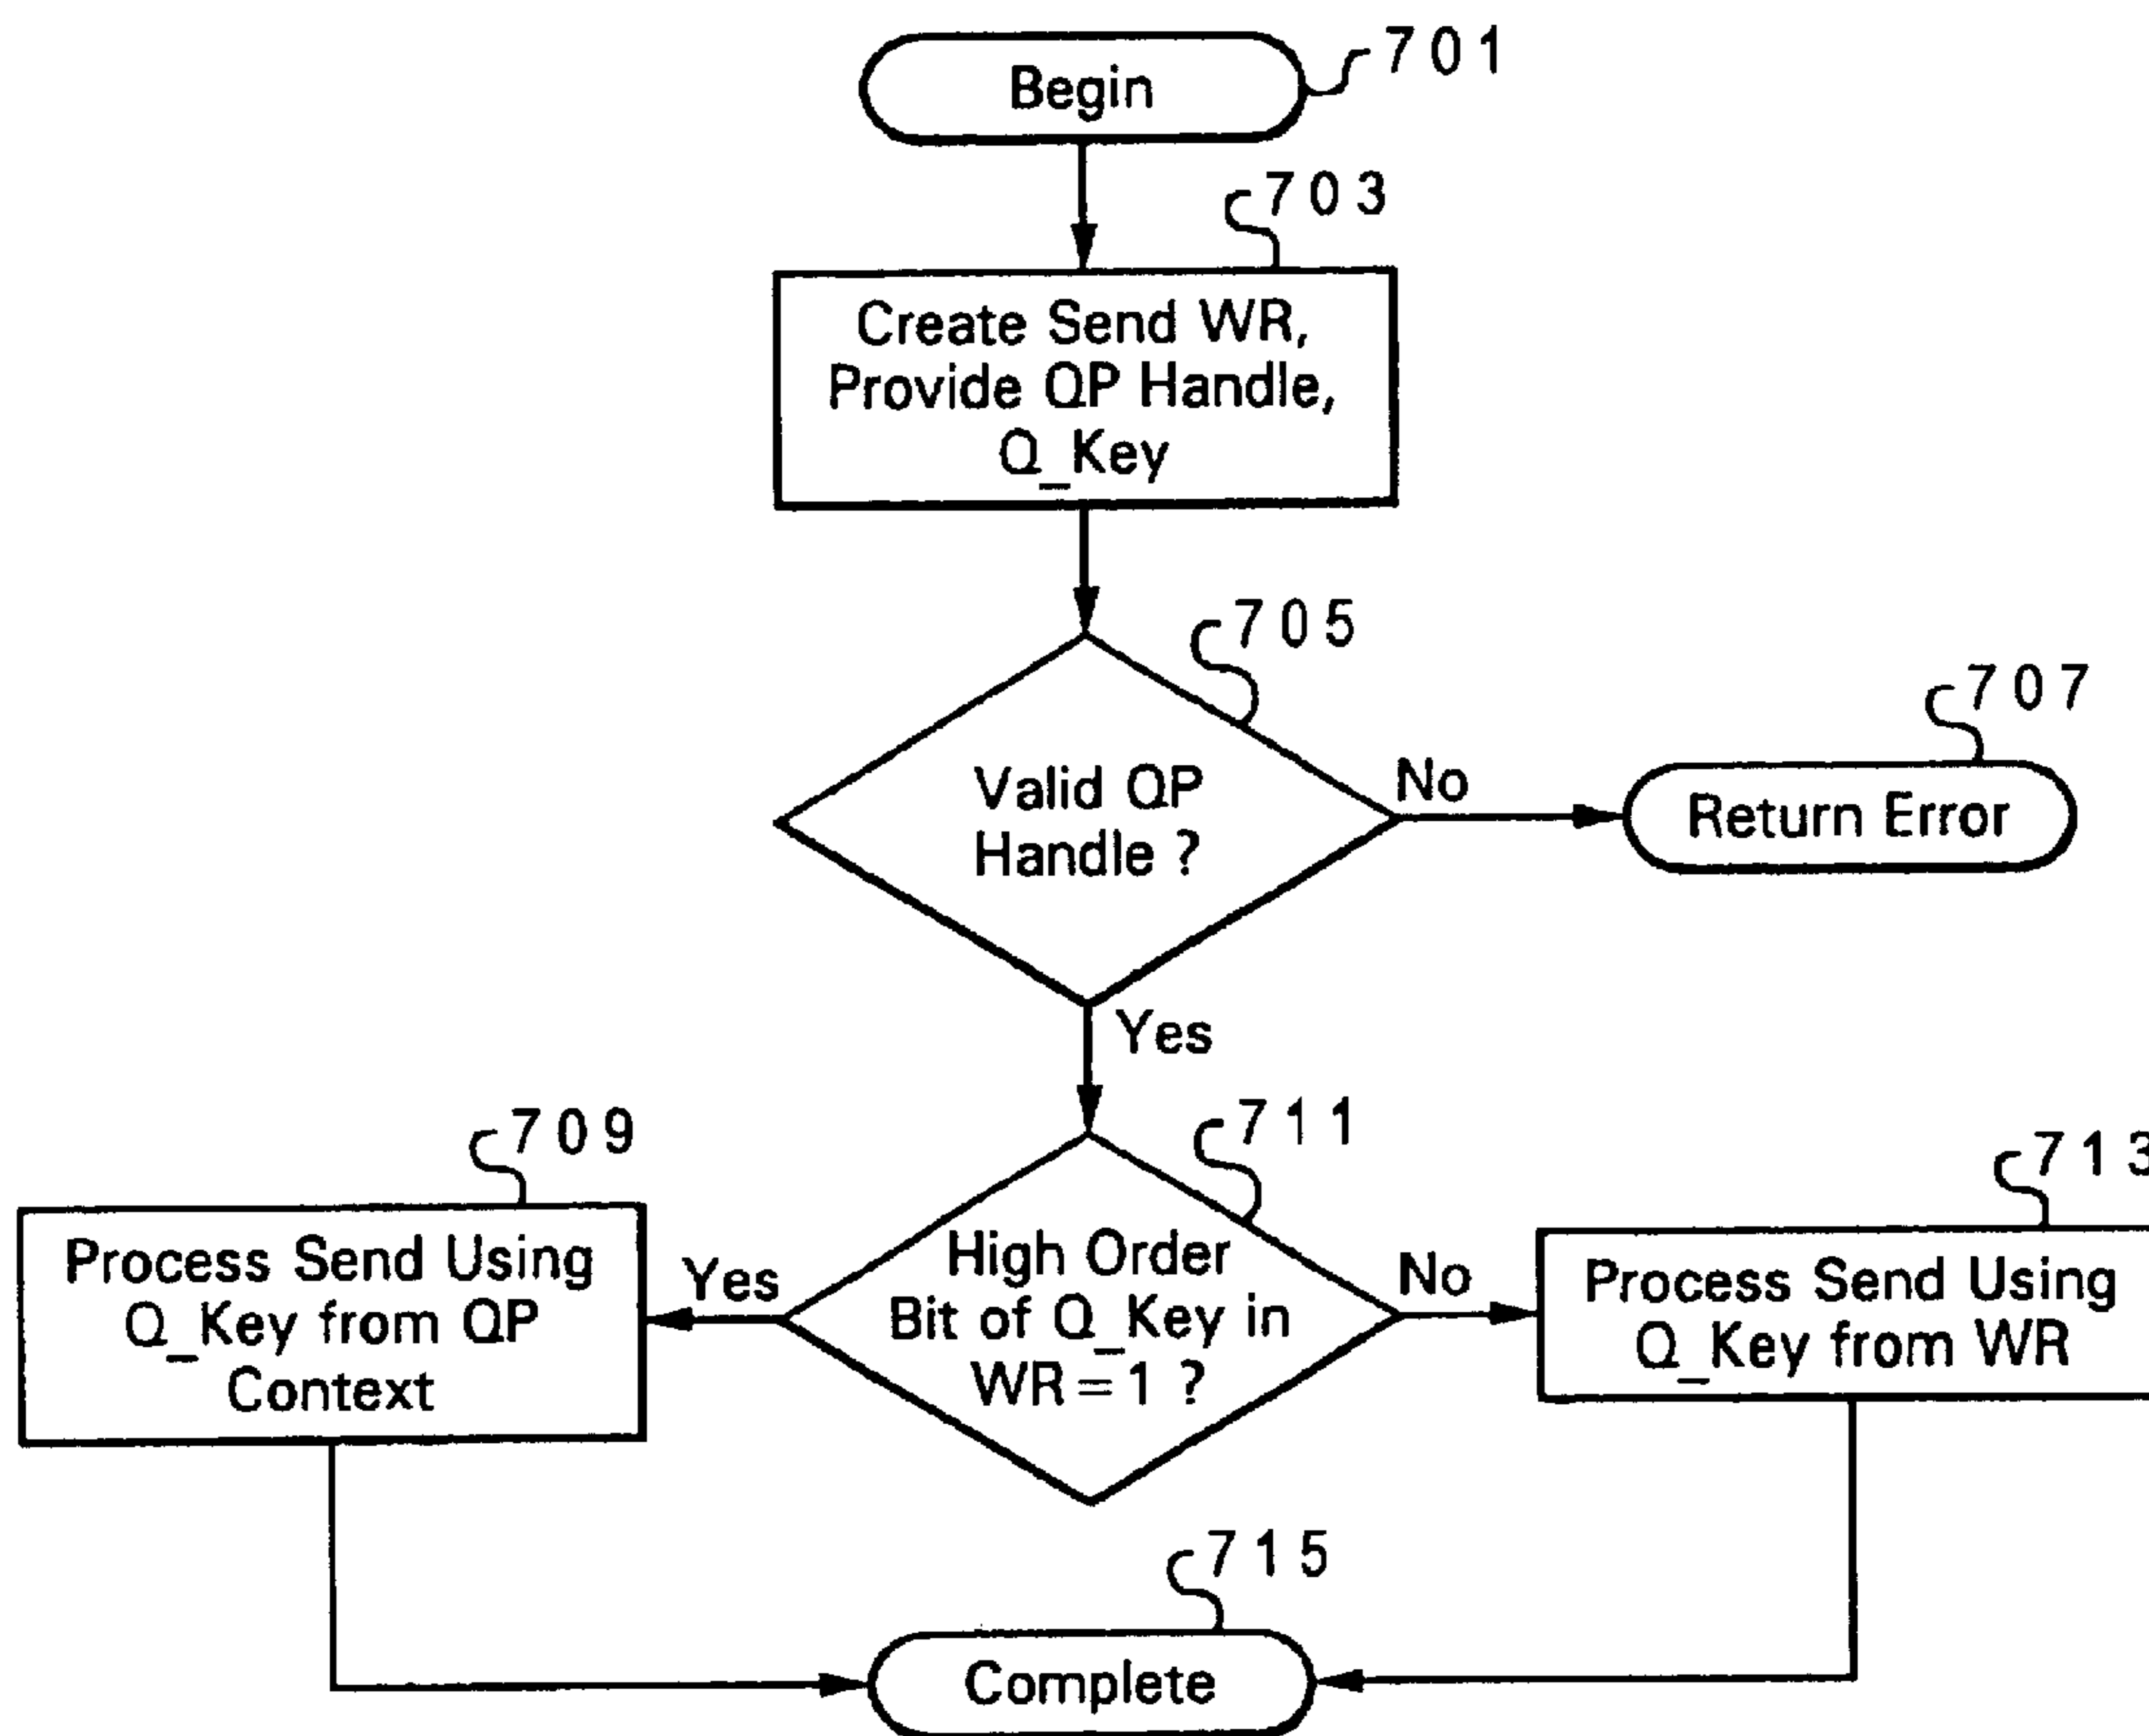 Begin
701
703
Create Send WR,
Provide QP Handle,
Q_Key
705
Valid QP
Handle ?
No
707
Return Error
Yes
709
Process Send Using
Q_Key from QP
Context
Yes
711
High Order
Bit of Q_Key in
WR=1 ?
No
713
Process Send Using
Q_Key from WR
715
Complete